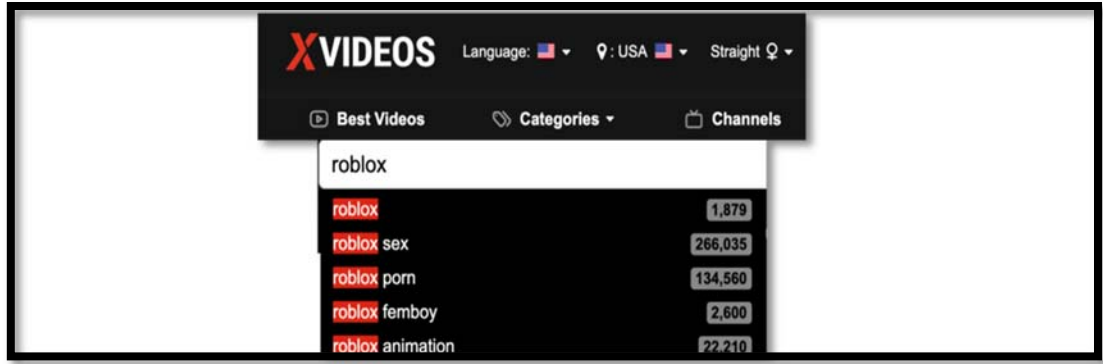 XVIDEOS Language: : USA Straight ♀
Best Videos Categories Channels
roblox
roblox 1,879
roblox sex 266,035
roblox porn 134,560
roblox femboy 2,600
roblox animation 22,210